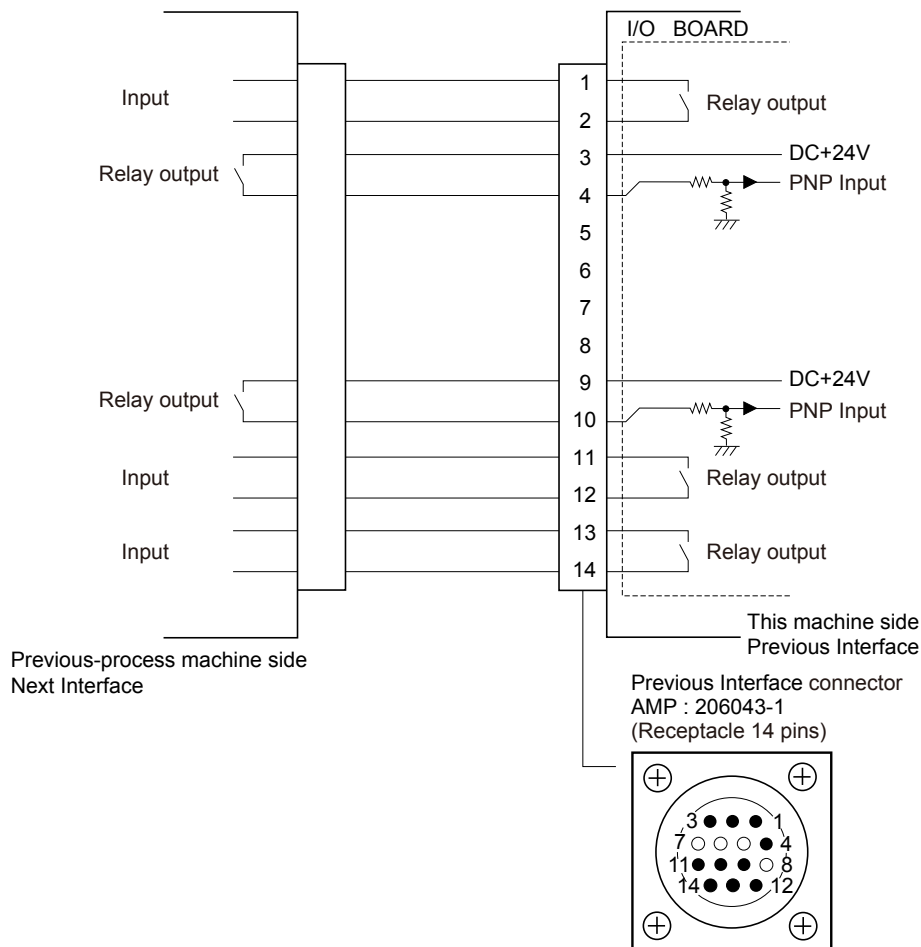 I/O BOARD
Input
1
Relay output
2
3
DC+24V
Relay output
4
PNP Input
5
6
7
8
9
DC+24V
Relay output
10
PNP Input
11
Input
Relay output
12
13
Input
Relay output
14
This machine side
Previous Interface
Previous-process machine side
Next Interface
Previous Interface connector
AMP : 206043-1
(Receptacle 14 pins)
3 1
7 4
11 8
14 12